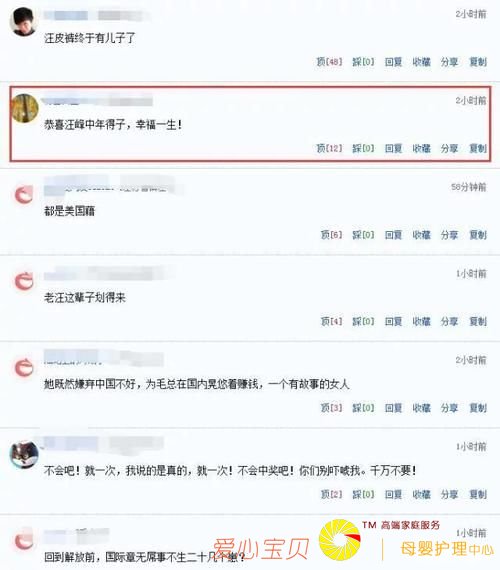 2小时前
汪皮裤终于有儿子了
顶[48] 踩[0] 回复 收藏 分享 复制
2小时前
恭喜汪峰中年得子,幸福一生!
顶[12] 踩[0] 回复 收藏 分享 复制
50分钟前
都是美国藉
顶[6] 踩[0] 回复 收藏 分享 复制
1小时前
老汪这辈子划得来
顶[4] 踩[0] 回复 收藏 分享 复制
2小时前
她既然嫌弃中国不好,为毛总在国内晃悠着赚钱,一个有故事的女人
顶[3] 踩[0] 回复 收藏 分享 复制
1小时前
不会吧!就一次,我说的是真的,就一次!不会中奖吧!你们别吓唬我。千万不要!
顶[2] 踩[0] 回复 收藏 分享 复制
1小时前
回到解放前,国际章无屌事不生二十几个崽?
爱心宝贝
TM 高端家庭服务
母婴护理中心